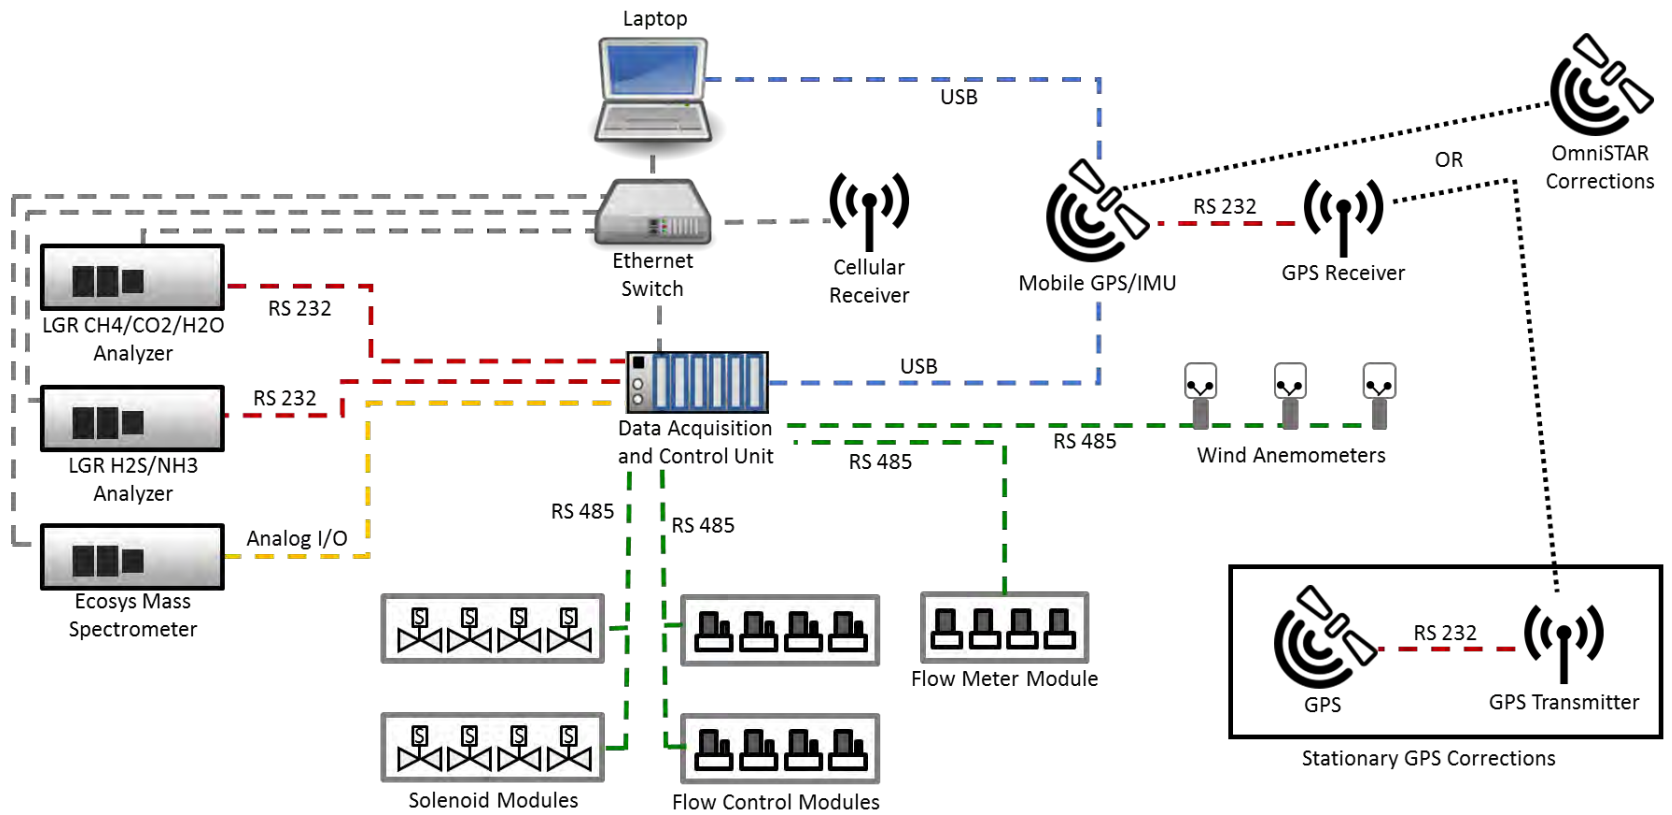 Laptop
USB
OmniSTAR
Corrections
OR
RS 232
Ethernet
Switch
Cellular
Receiver
Mobile GPS/IMU
GPS Receiver
LGR CH4/CO2/H2O
Analyzer
RS 232
USB
RS 232
LGR H2S/NH3
Analyzer
Data Acquisition
and Control Unit
RS 485
RS 485
Wind Anemometers
RS 485
RS 485
Analog I/O
Ecosys Mass
Spectrometer
S S S S
Flow Meter Module
RS 232
GPS
GPS Transmitter
Stationary GPS Corrections
S S S S
Solenoid Modules
Flow Control Modules